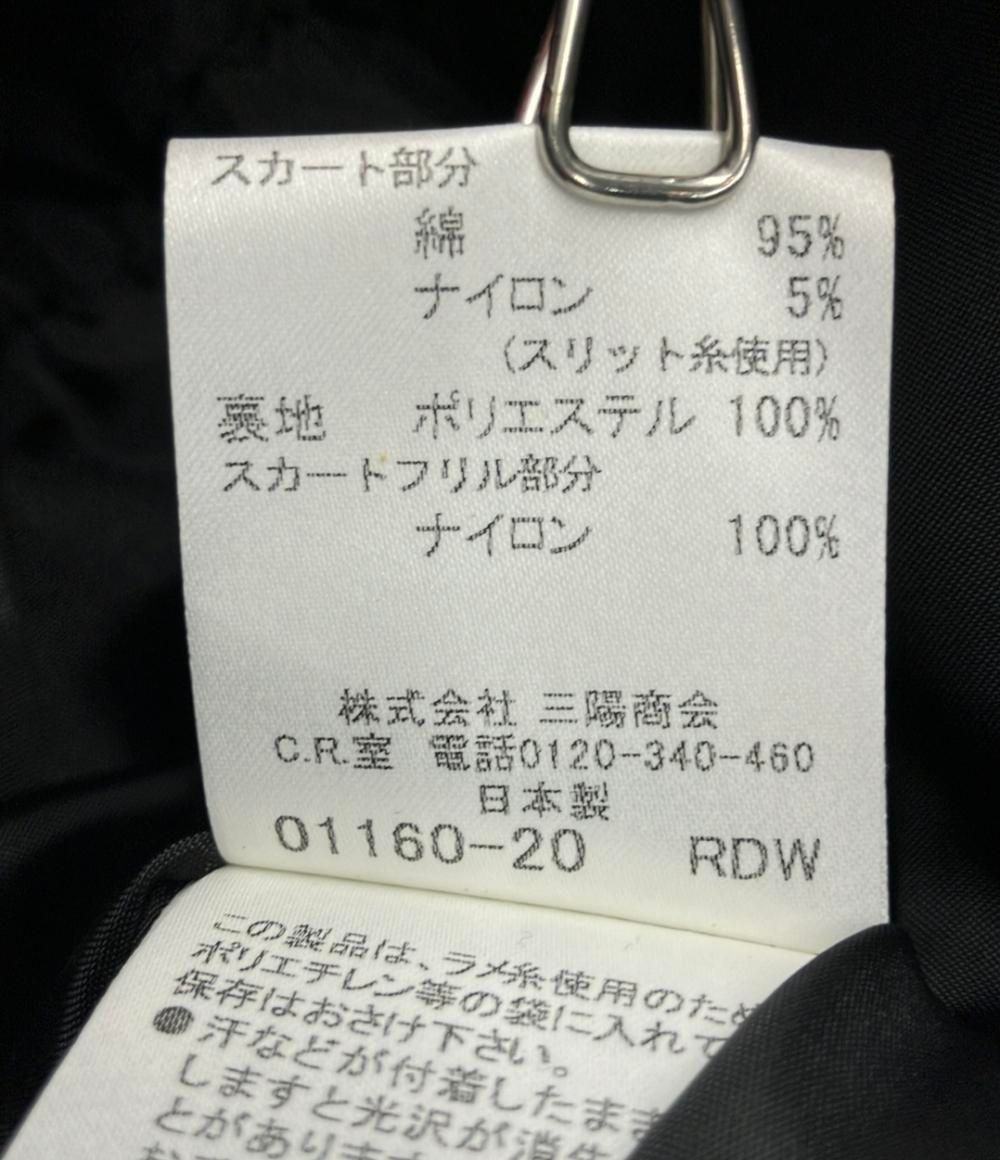 スカート部分
綿 95%
ナイロン 5%
(スリット糸使用)
裏地 ポリエステル 100%
スカートフリル部分
ナイロン 100%
株式会社 三陽商会
C.R.室 電話0120-340-460
日本製
01160-20 RDW
この製品は、ラメ糸使用のため
ポリエチレン等の袋に入れて
保存はおさけ下さい。
●汗などが付着したまま
しますと光沢が消失
とがあります